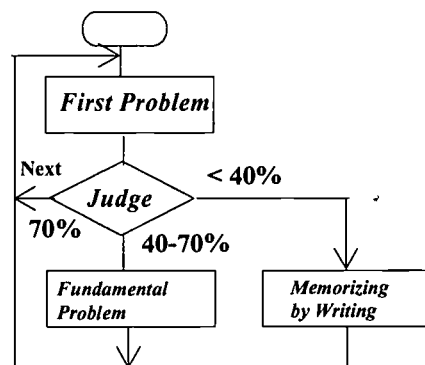 First Problem
Next
< 40%
Judge
70%
40-70%
Fundamental
Problem
Memorizing
by Writing